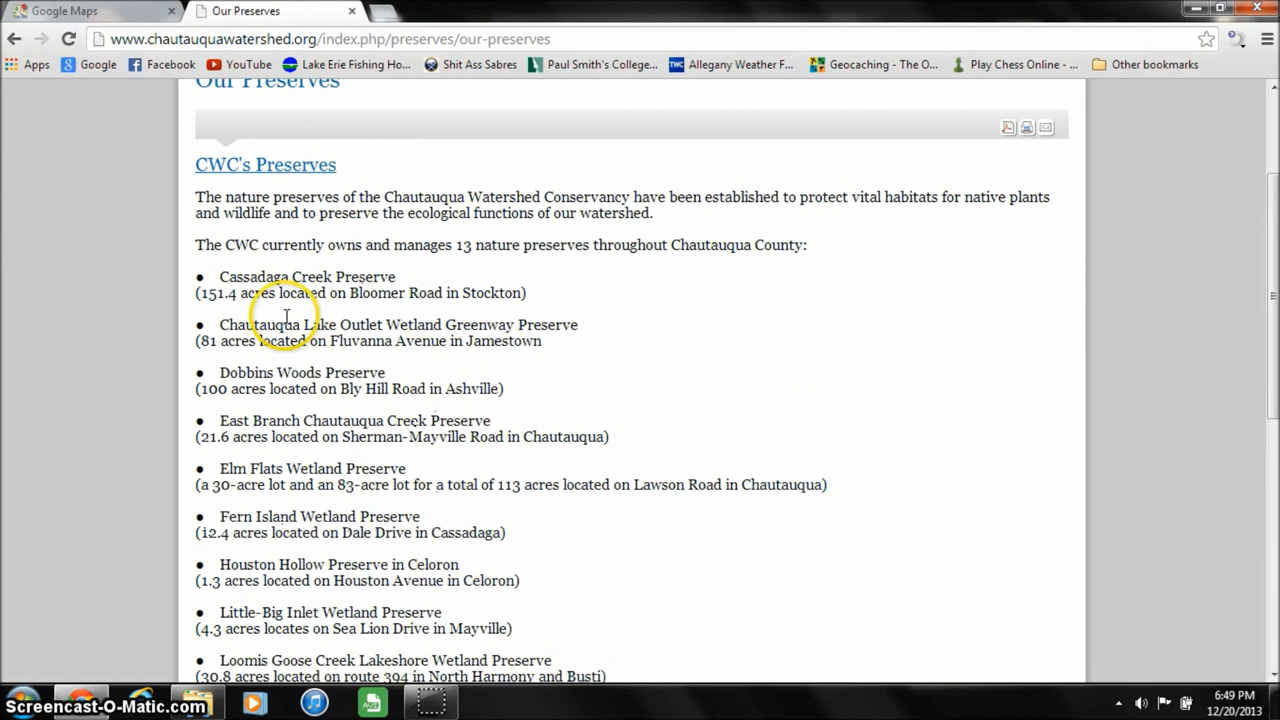 Google Maps
Our Preserves
www.chautauquawatershed.org/index.php/preserves/our-preserves
Apps Google Facebook YouTube Lake Erie Fishing Ho... Shit Ass Sabres Paul Smith's College... Allegany Weather F... Geocaching - The O... Play Chess Online - ... Other bookmarks
Our Preserves
CWC's Preserves
The nature preserves of the Chautauqua Watershed Conservancy have been established to protect vital habitats for native plants
and wildlife and to preserve the ecological functions of our watershed.
The CWC currently owns and manages 13 nature preserves throughout Chautauqua County:
● Cassadaga Creek Preserve
(151.4 acres located on Bloomer Road in Stockton)
● Chautauqua Lake Outlet Wetland Greenway Preserve
(81 acres located on Fluvanna Avenue in Jamestown
● Dobbins Woods Preserve
(100 acres located on Bly Hill Road in Ashville)
● East Branch Chautauqua Creek Preserve
(21.6 acres located on Sherman-Mayville Road in Chautauqua)
● Elm Flats Wetland Preserve
(a 30-acre lot and an 83-acre lot for a total of 113 acres located on Lawson Road in Chautauqua)
● Fern Island Wetland Preserve
(12.4 acres located on Dale Drive in Cassadaga)
● Houston Hollow Preserve in Celoron
(1.3 acres located on Houston Avenue in Celoron)
● Little-Big Inlet Wetland Preserve
(4.3 acres locates on Sea Lion Drive in Mayville)
● Loomis Goose Creek Lakeshore Wetland Preserve
(30.8 acres located on route 394 in North Harmony and Busti)
Screencast-O-Matic.com
6:49 PM
12/20/2013